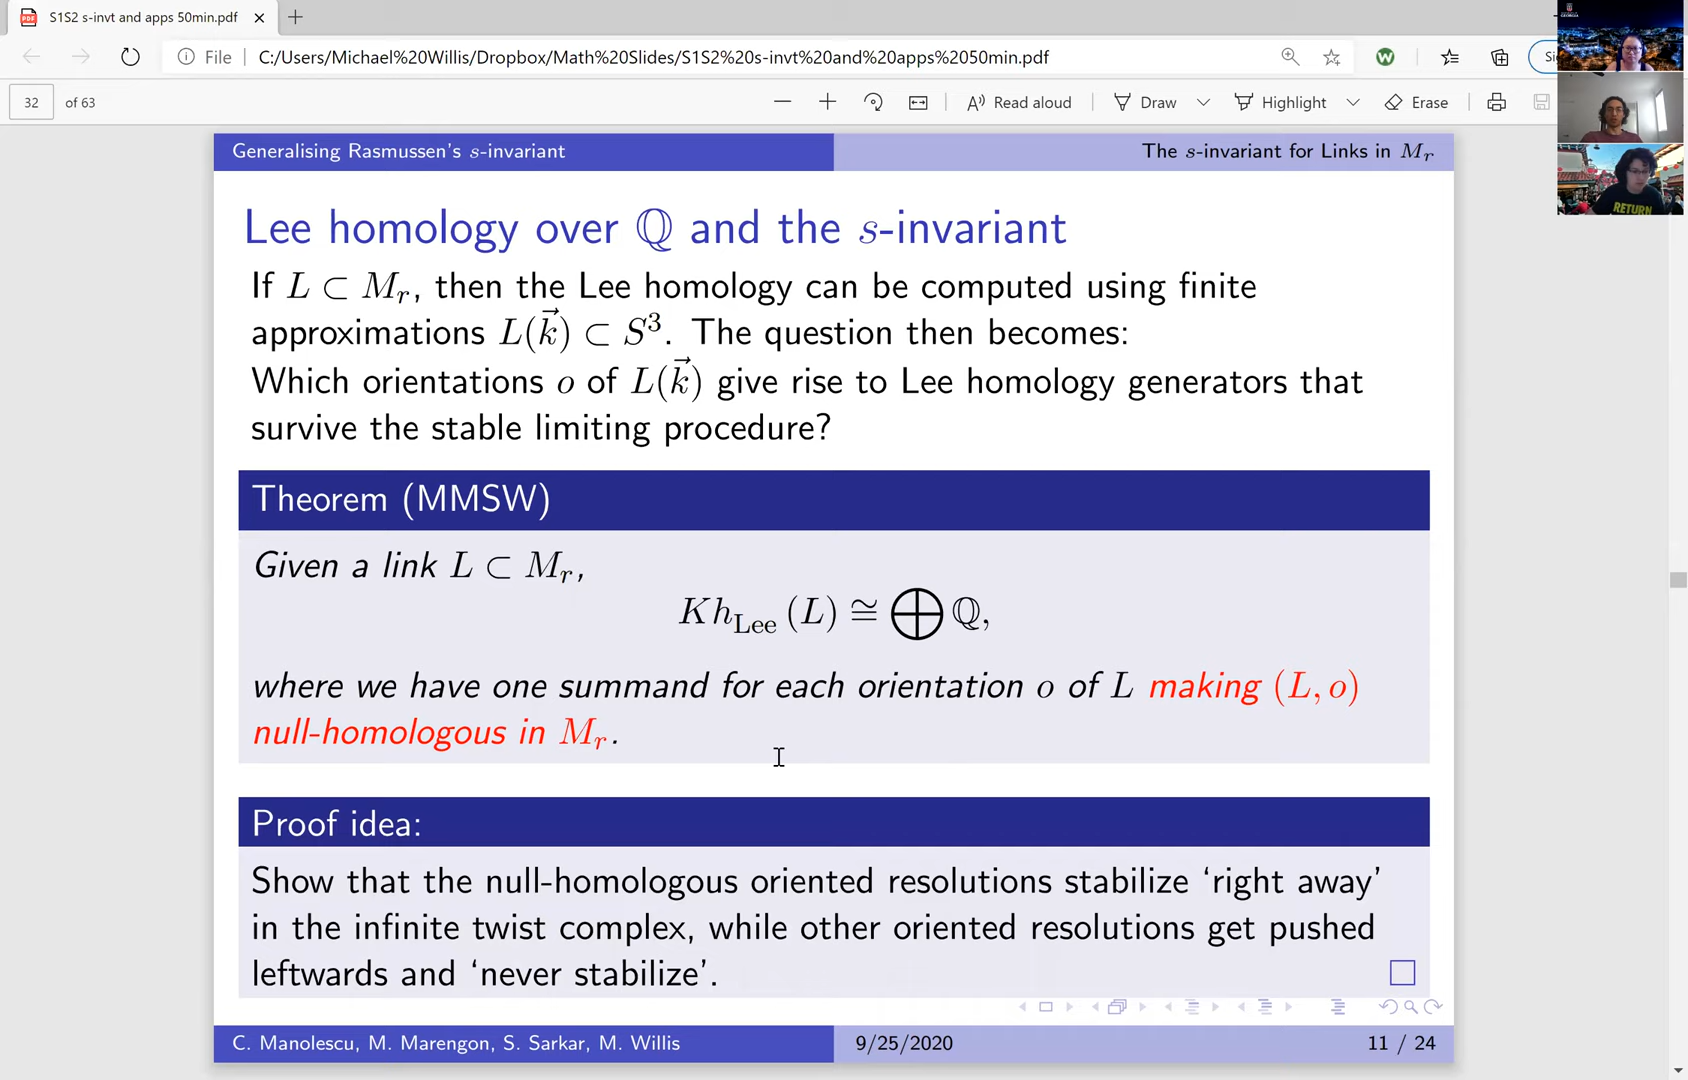 S1S2 s-invt and apps 50min.pdf
File
C:/Users/Michael%20Willis/Dropbox/Math%20Slides/S1S2%20s-invt%20and%20apps%2050min.pdf
32 of 63
Read aloud
Draw
Highlight
Erase
GEORGIA
RETURN
Generalising Rasmussen's s-invariant
The s-invariant for Links in M_r
Lee homology over ℚ and the s-invariant
If L ⊂ M_r, then the Lee homology can be computed using finite
approximations L(k⃗) ⊂ S³. The question then becomes:
Which orientations o of L(k⃗) give rise to Lee homology generators that
survive the stable limiting procedure?
Theorem (MMSW)
Given a link L ⊂ M_r,
Kh_Lee (L) ≅ ⊕ ℚ,
where we have one summand for each orientation o of L making (L, o)
null-homologous in M_r.
Proof idea:
Show that the null-homologous oriented resolutions stabilize ‘right away’
in the infinite twist complex, while other oriented resolutions get pushed
leftwards and ‘never stabilize’.
C. Manolescu, M. Marengon, S. Sarkar, M. Willis
9/25/2020
11 / 24